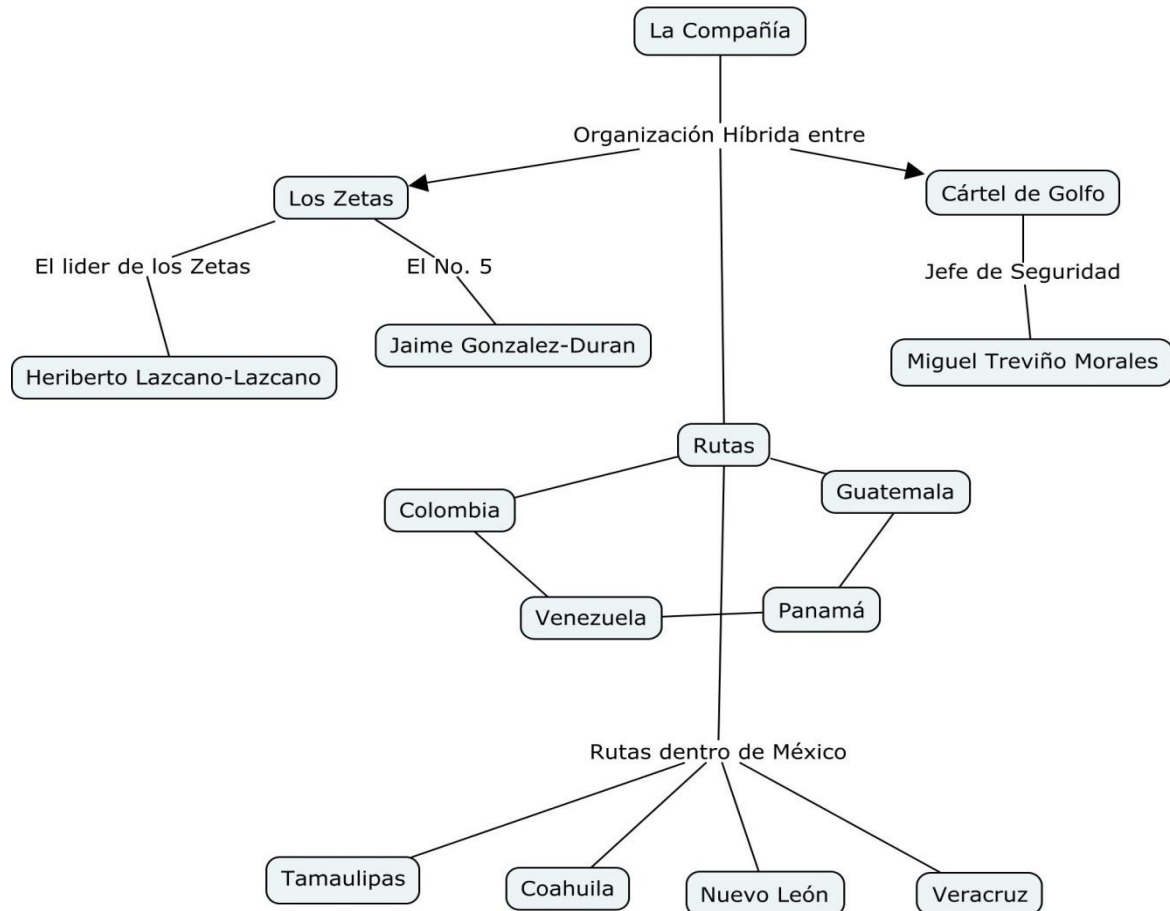 La Compañía
Organización Híbrida entre
Los Zetas
Cártel de Golfo
El lider de los Zetas
El No. 5
Jefe de Seguridad
Heriberto Lazcano-Lazcano
Jaime Gonzalez-Duran
Miguel Treviño Morales
Rutas
Colombia
Guatemala
Venezuela
Panamá
Rutas dentro de México
Tamaulipas
Coahuila
Nuevo León
Veracruz